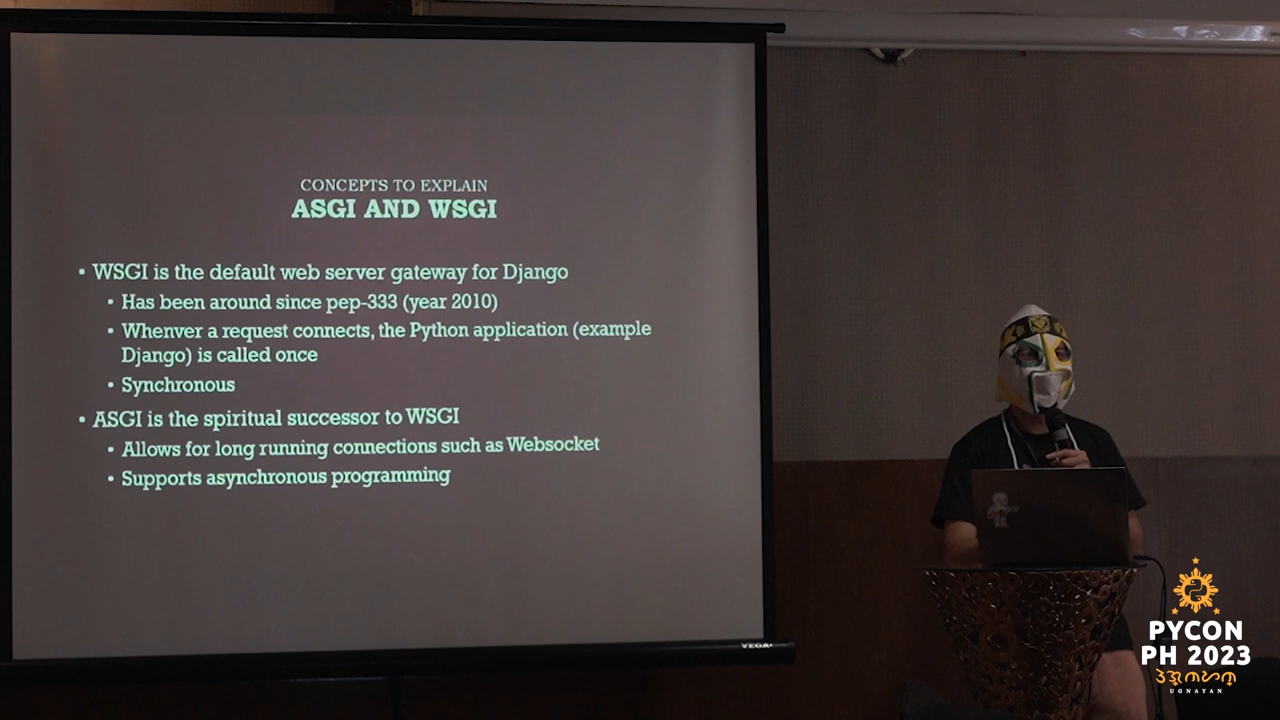 CONCEPTS TO EXPLAIN
ASGI AND WSGI
• WSGI is the default web server gateway for Django
• Has been around since pep-333 (year 2010)
• Whenver a request connects, the Python application (example
Django) is called once
• Synchronous
• ASGI is the spiritual successor to WSGI
• Allows for long running connections such as Websocket
• Supports asynchronous programming
VEGA
PYCON
PH 2023
UGNAYAN